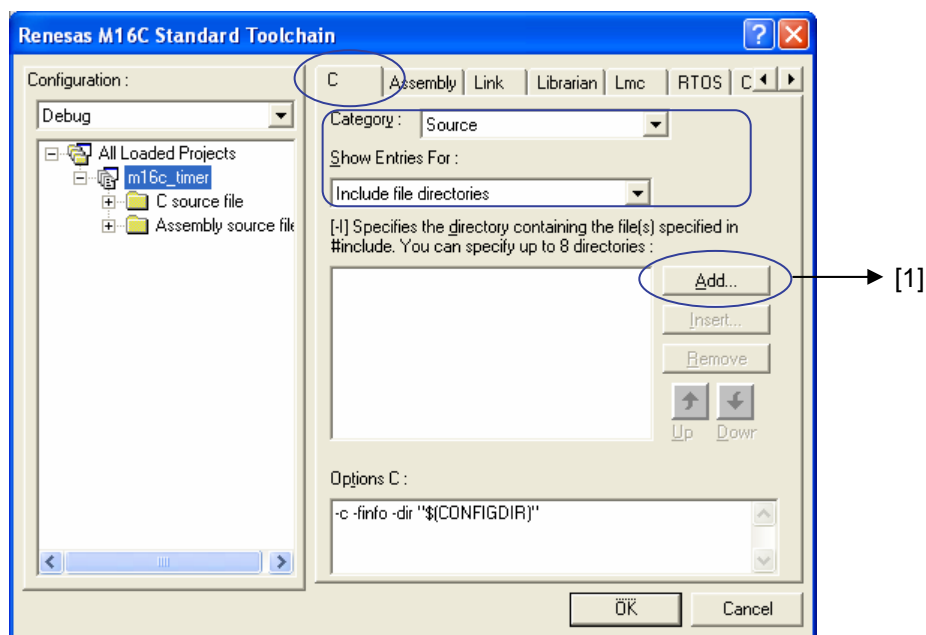 Renesas M16C Standard Toolchain
Configuration :
Debug
All Loaded Projects
m16c_timer
C source file
Assembly source file
C Assembly Link Librarian Lmc RTOS C
Category : Source
Show Entries For :
Include file directories
[-I] Specifies the directory containing the file(s) specified in
#include. You can specify up to 8 directories :
Add...
[1]
Insert...
Remove
Up Down
Options C :
-c -finfo -dir "$(CONFIGDIR)"
OK Cancel